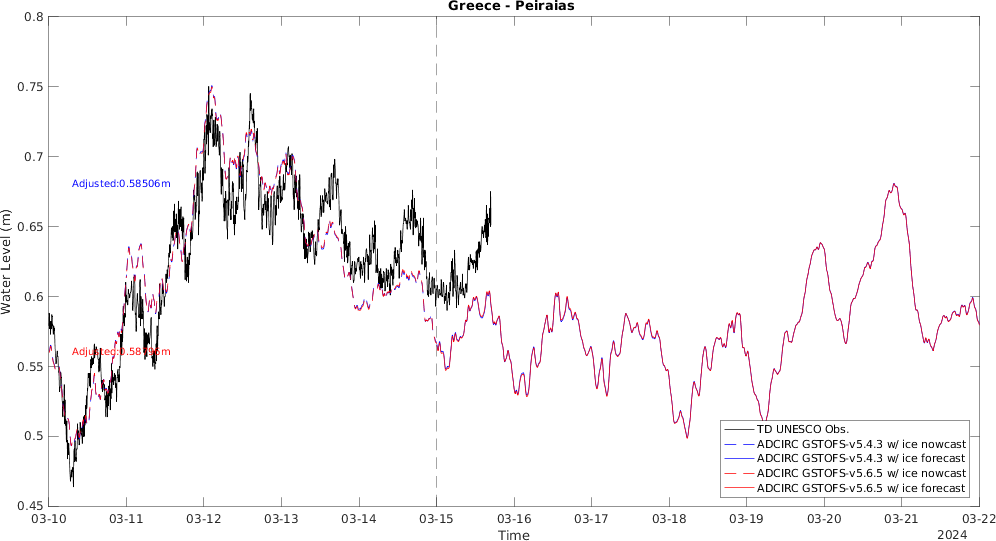 Greece - Peiraias
Water Level (m)
0.8
0.75
0.7
0.65
0.6
0.55
0.5
0.45
Adjusted:0.58506m
TD UNESCO Obs.
ADCIRC GSTOFS-v5.4.3 w/ ice nowcast
ADCIRC GSTOFS-v5.4.3 w/ ice forecast
ADCIRC GSTOFS-v5.6.5 w/ ice nowcast
ADCIRC GSTOFS-v5.6.5 w/ ice forecast
03-10 03-11 03-12 03-13 03-14 03-15 03-16 03-17 03-18 03-19 03-20 03-21 03-22
Time
2024